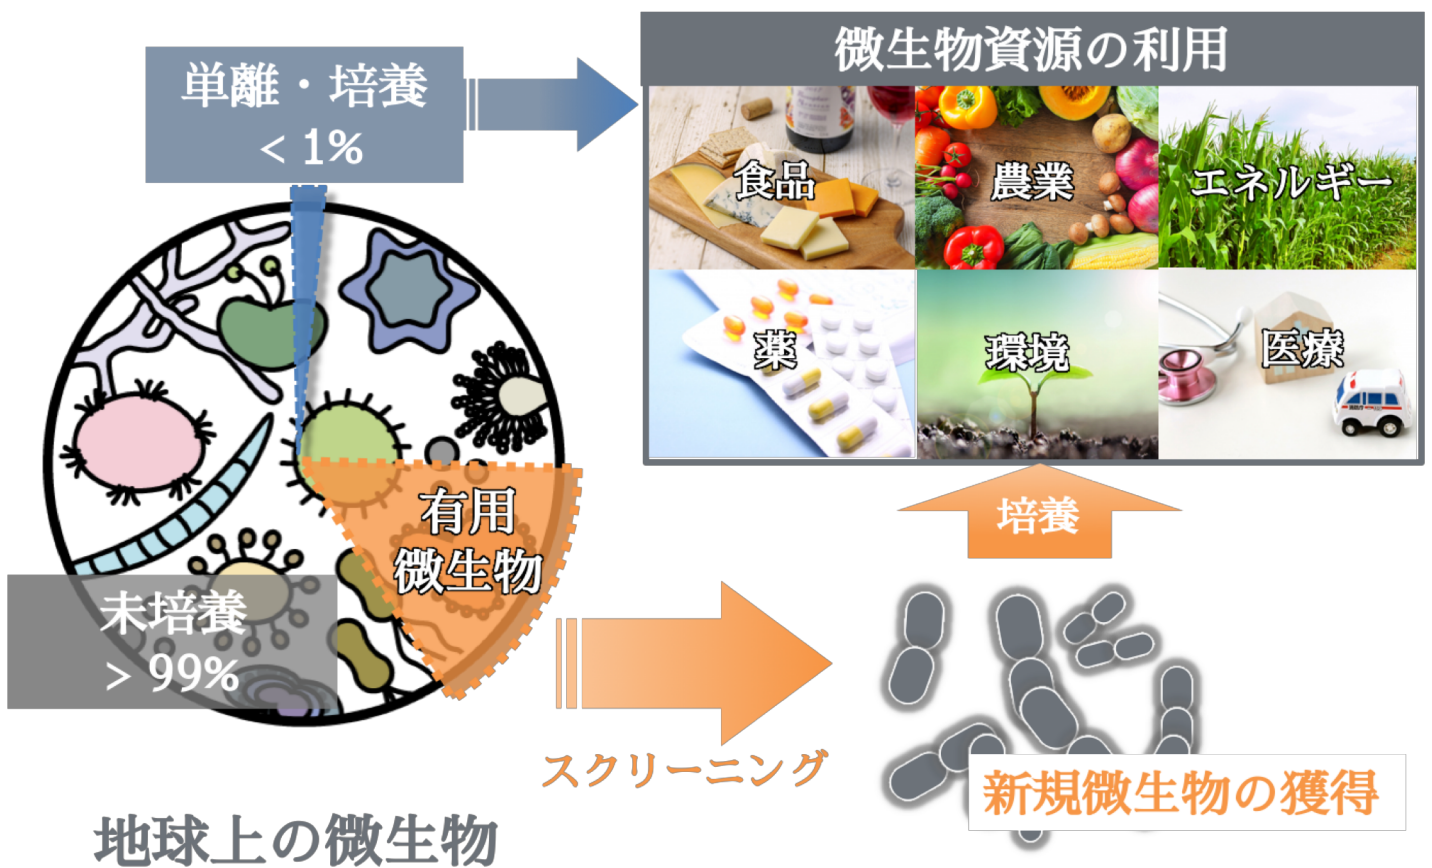 単離・培養
< 1%
微生物資源の利用
食品
農業
エネルギー
薬
環境
医療
有用
微生物
培養
未培養
> 99%
スクリーニング
新規微生物の獲得
地球上の微生物